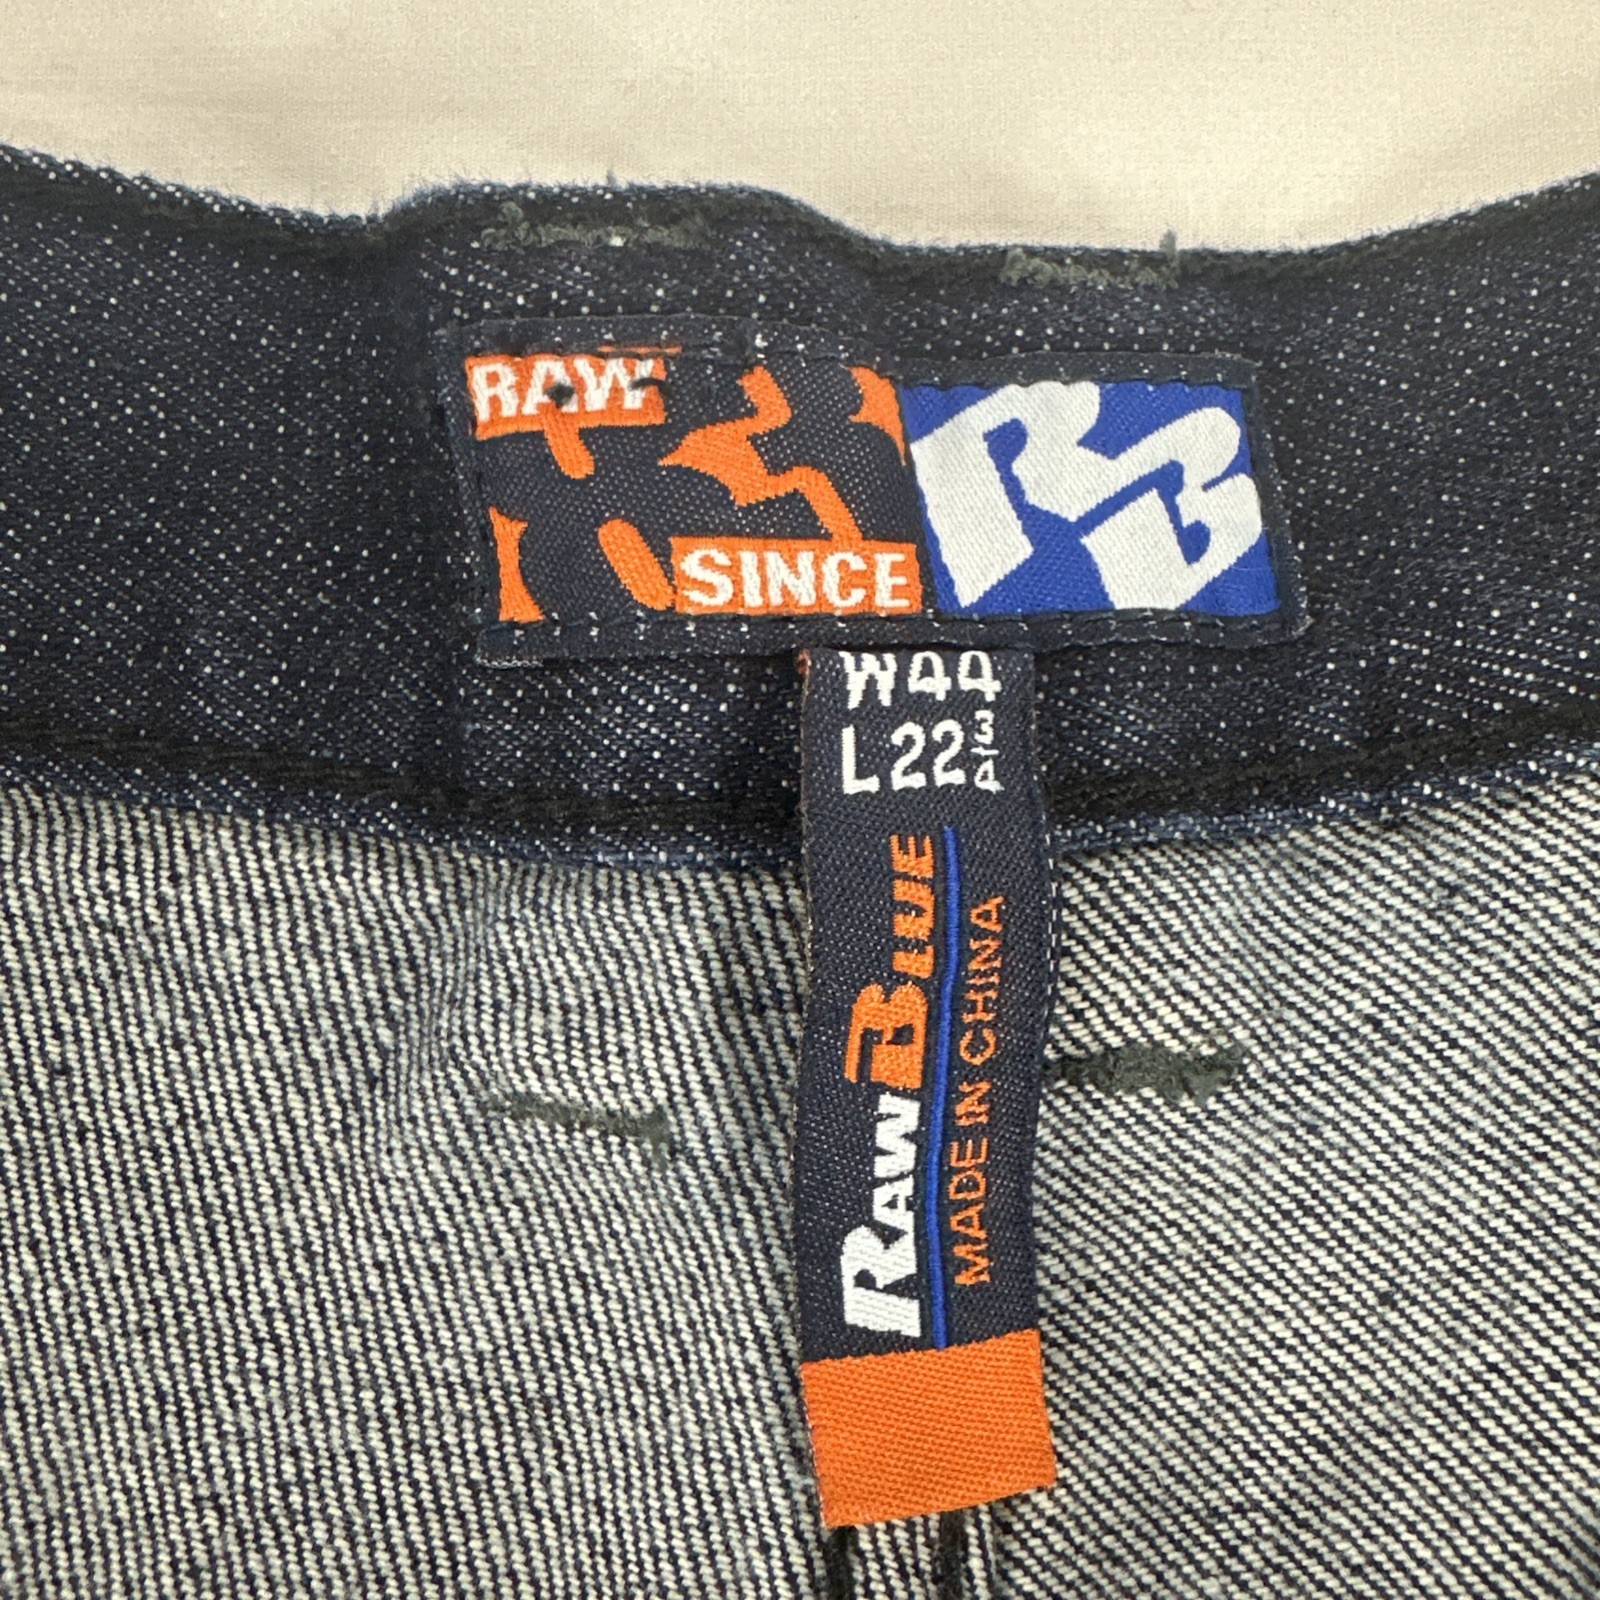 RAW
SINCE
RB
W44
L22 3/4
RAWBLUE
MADE IN CHINA